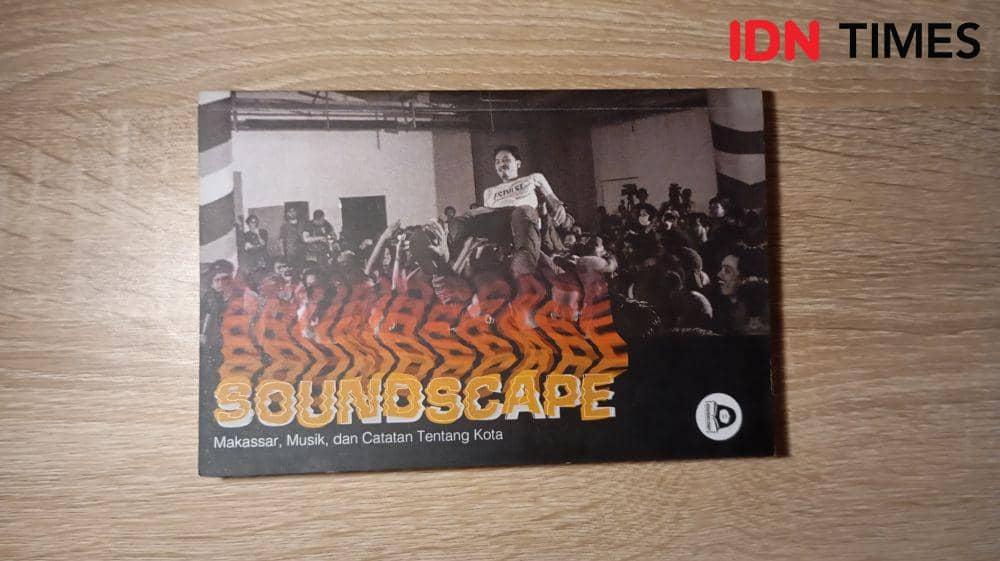 IDN TIMES
SOUNDSCAPE
Makassar, Musik, dan Catatan Tentang Kota